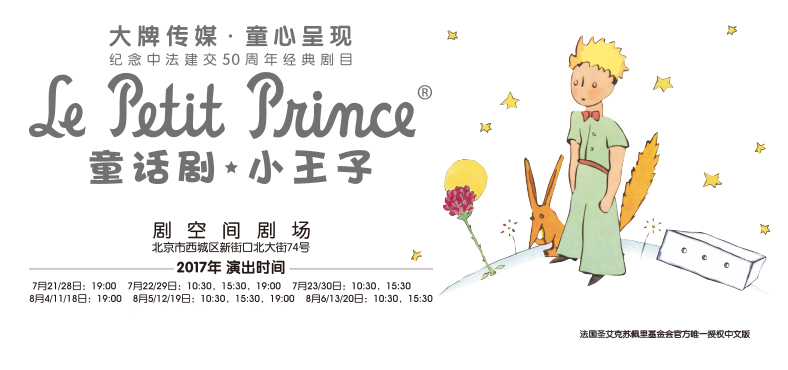 大牌传媒·童心呈现
纪念中法建交50周年经典剧目
Le Petit Prince®
童话剧★小王子
剧空间剧场
北京市西城区新街口北大街74号
2017年 演出时间
7月21/28日：19:00 7月22/29日：10:30，15:30，19:00 7月23/30日：10:30，15:30
8月4/11/18日：19:00 8月5/12/19日：10:30，15:30，19:00 8月6/13/20日：10:30，15:30
法国圣艾克苏佩里基金会官方唯一授权中文版